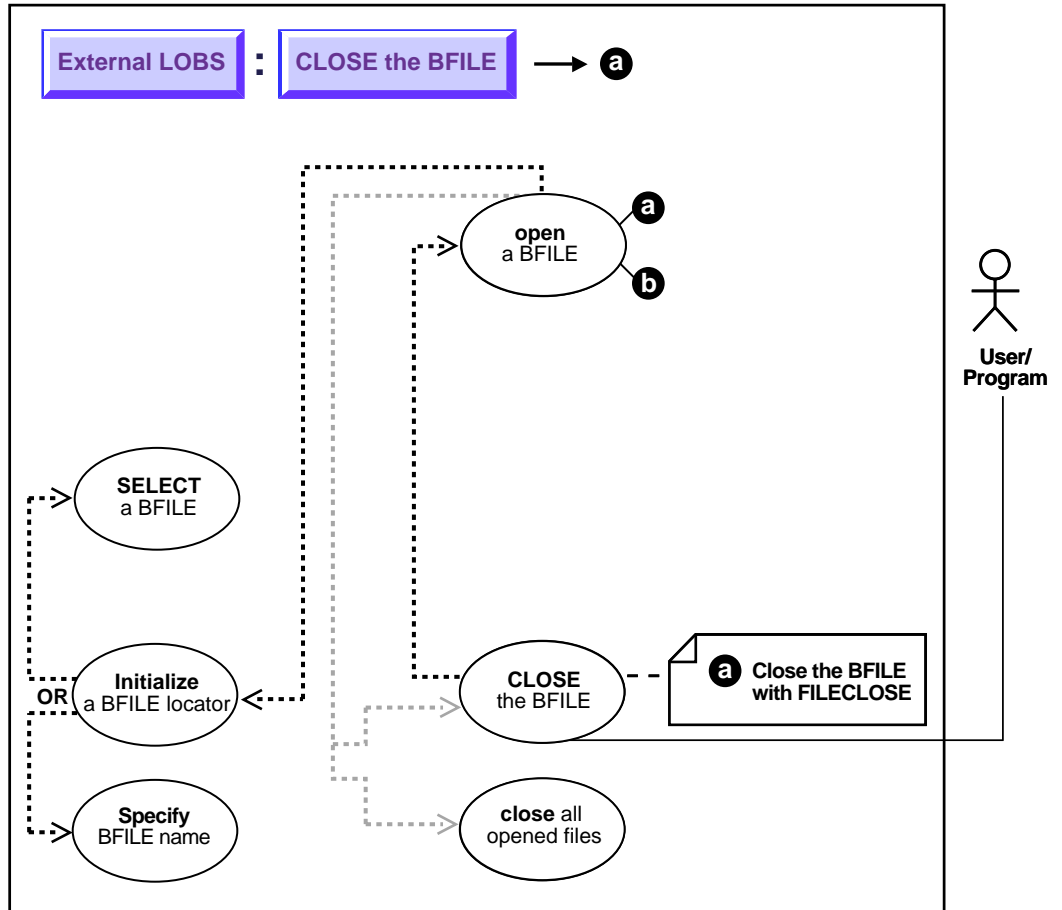 External LOBS : CLOSE the BFILE a
open
a BFILE
a
b
User/
Program
SELECT
a BFILE
Initialize
a BFILE locator
OR
CLOSE
the BFILE
a Close the BFILE
with FILECLOSE
Specify
BFILE name
close all
opened files